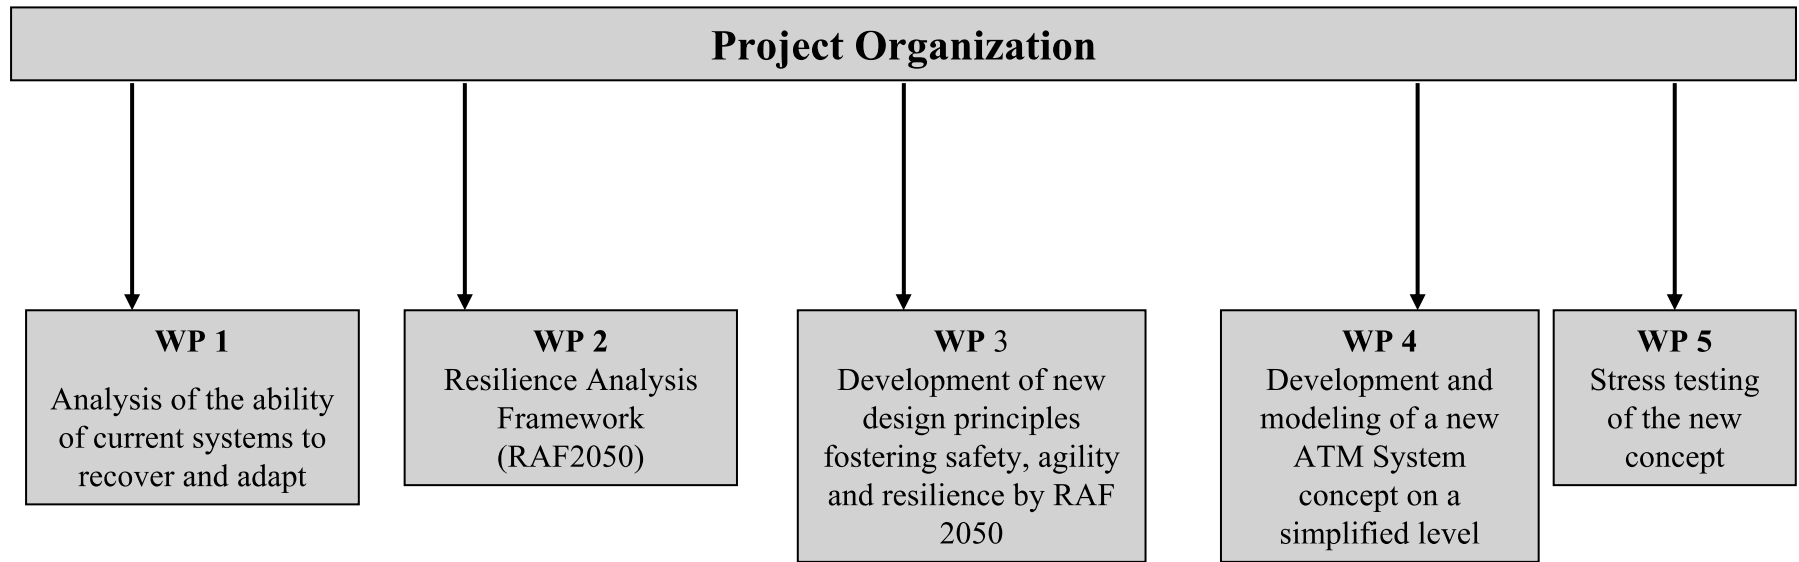 Project Organization
WP 1
Analysis of the ability
of current systems to
recover and adapt
WP 2
Resilience Analysis
Framework
(RAF2050)
WP 3
Development of new
design principles
fostering safety, agility
and resilience by RAF
2050
WP 4
Development and
modeling of a new
ATM System
concept on a
simplified level
WP 5
Stress testing
of the new
concept